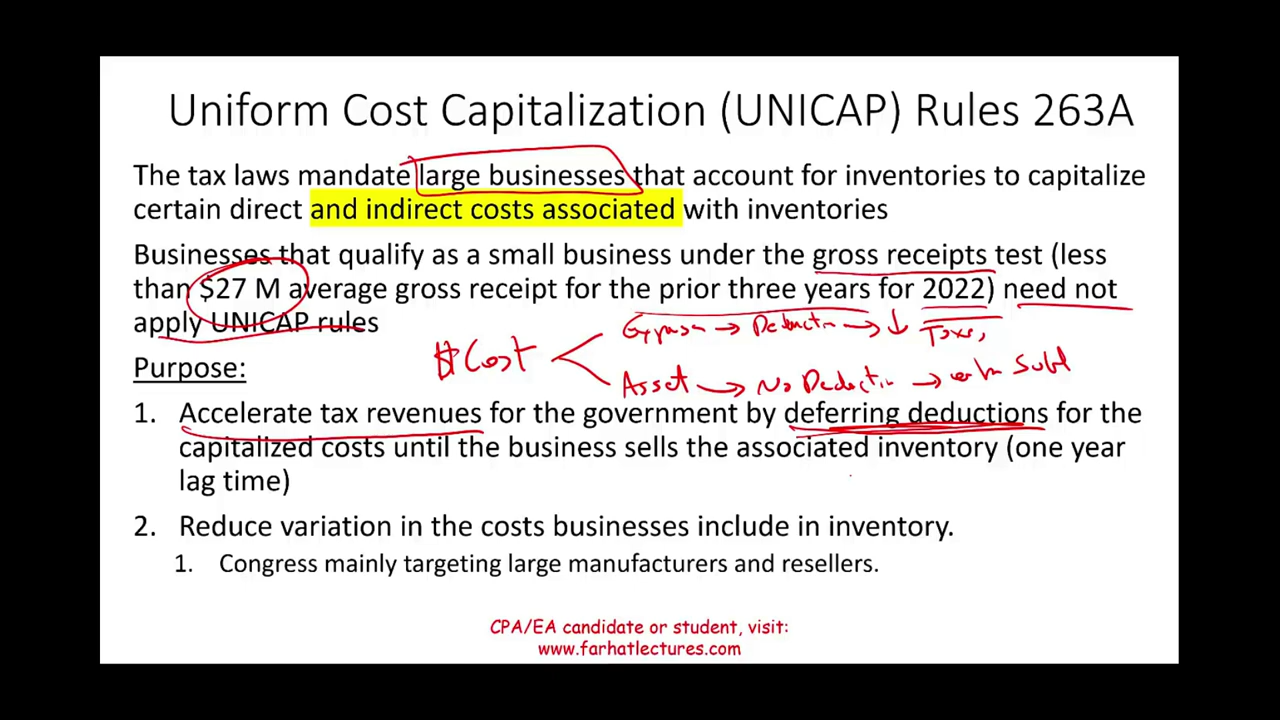 Uniform Cost Capitalization (UNICAP) Rules 263A
The tax laws mandate large businesses that account for inventories to capitalize
certain direct and indirect costs associated with inventories
Businesses that qualify as a small business under the gross receipts test (less
than $27 M average gross receipt for the prior three years for 2022) need not
apply UNICAP rules
$ Cost
Deduction
Taxes
Asset
No Deduction
Purpose:
1. Accelerate tax revenues for the government by deferring deductions for the
capitalized costs until the business sells the associated inventory (one year
lag time)
2. Reduce variation in the costs businesses include in inventory.
1. Congress mainly targeting large manufacturers and resellers.
CPA/EA candidate or student, visit:
www.farhatlectures.com